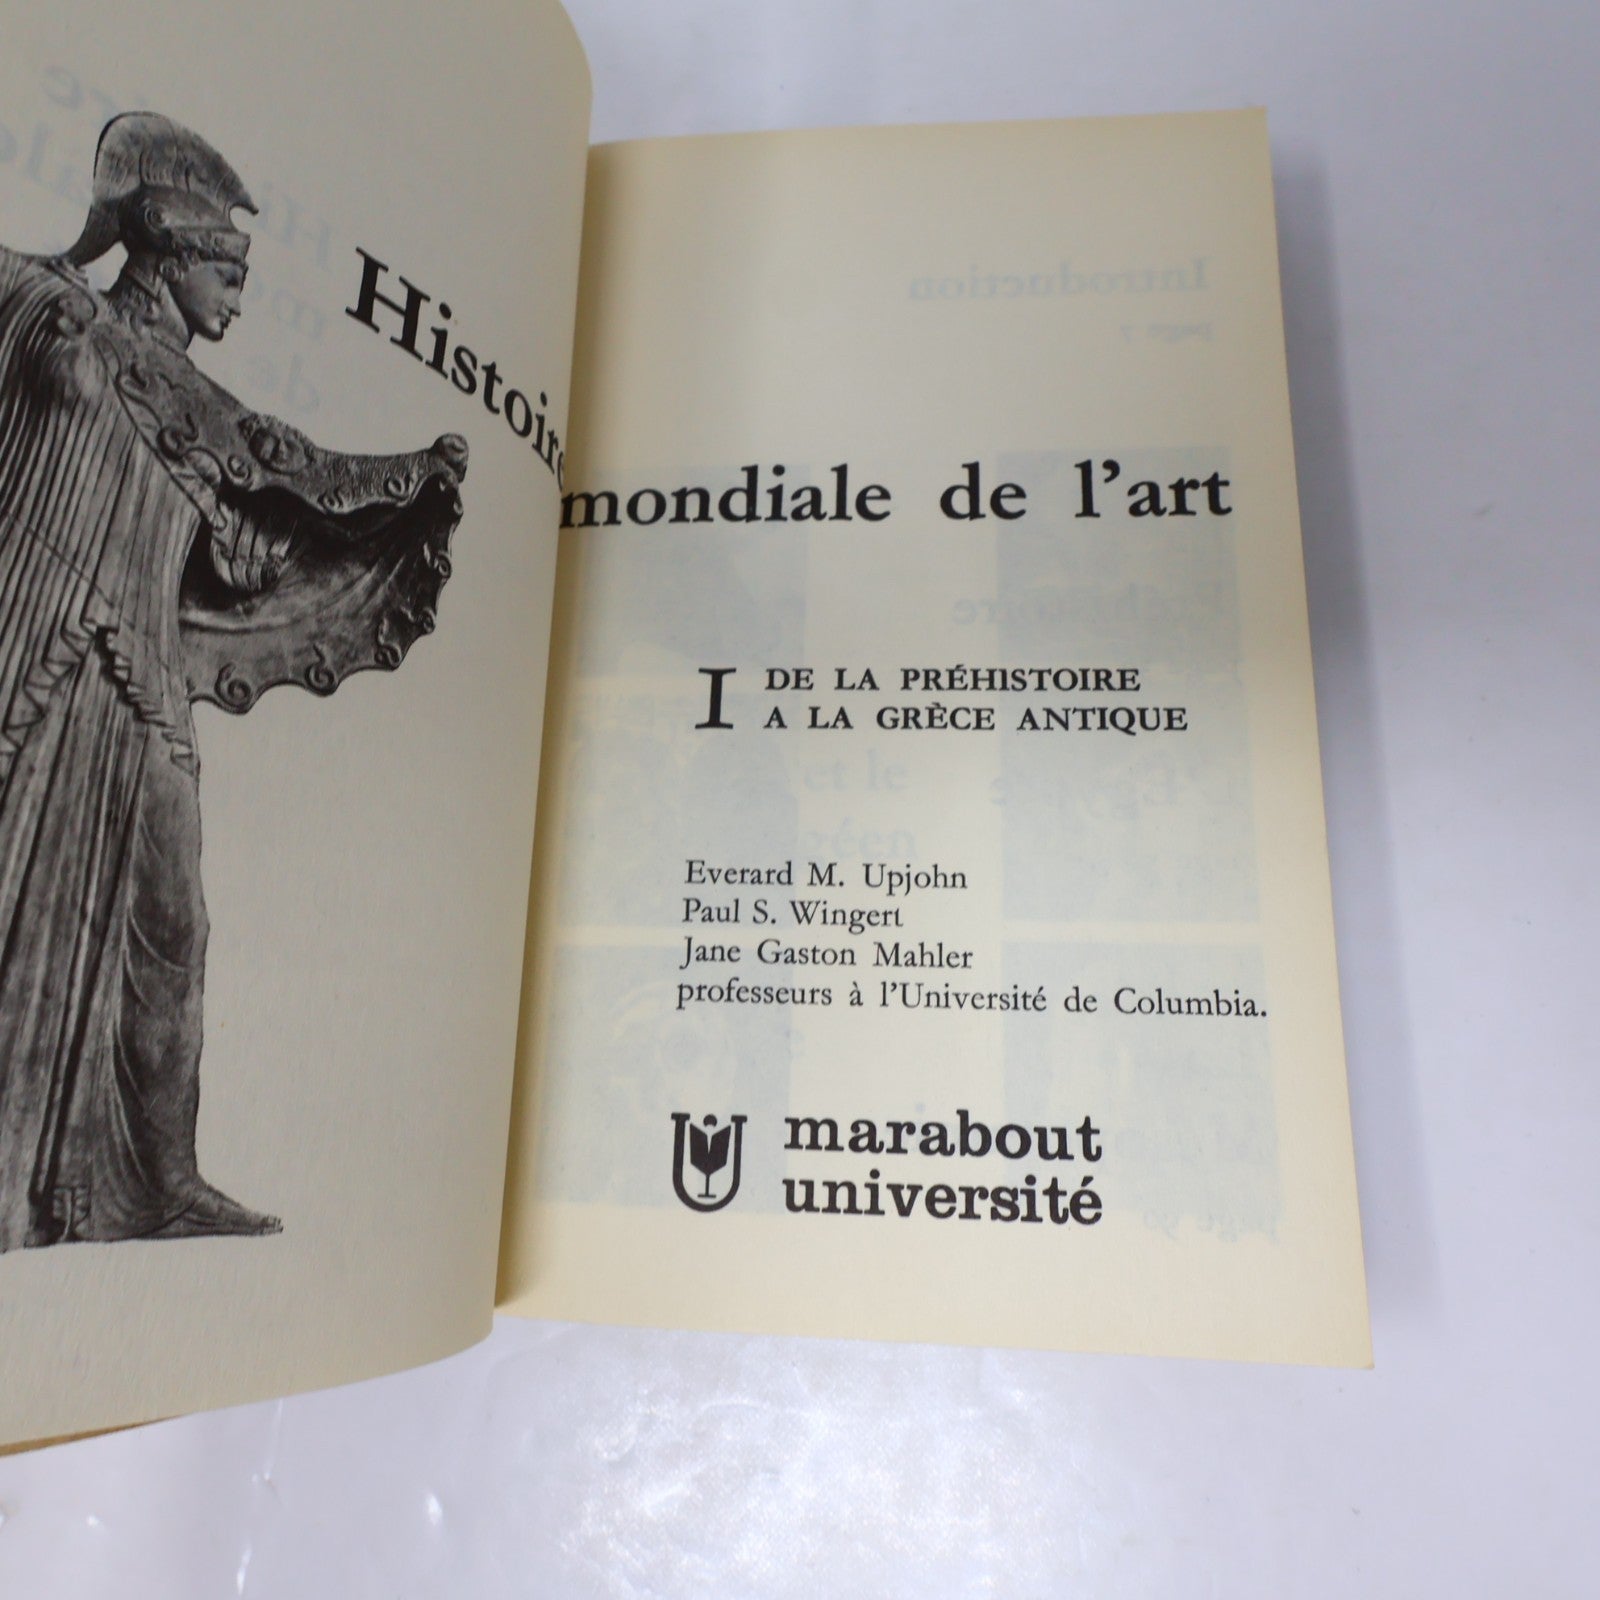 Histoire
mondiale de l'art
I DE LA PRÉHISTOIRE
A LA GRÈCE ANTIQUE
Everard M. Upjohn
Paul S. Wingert
Jane Gaston Mahler
professeurs à l'Université de Columbia.
marabout
université